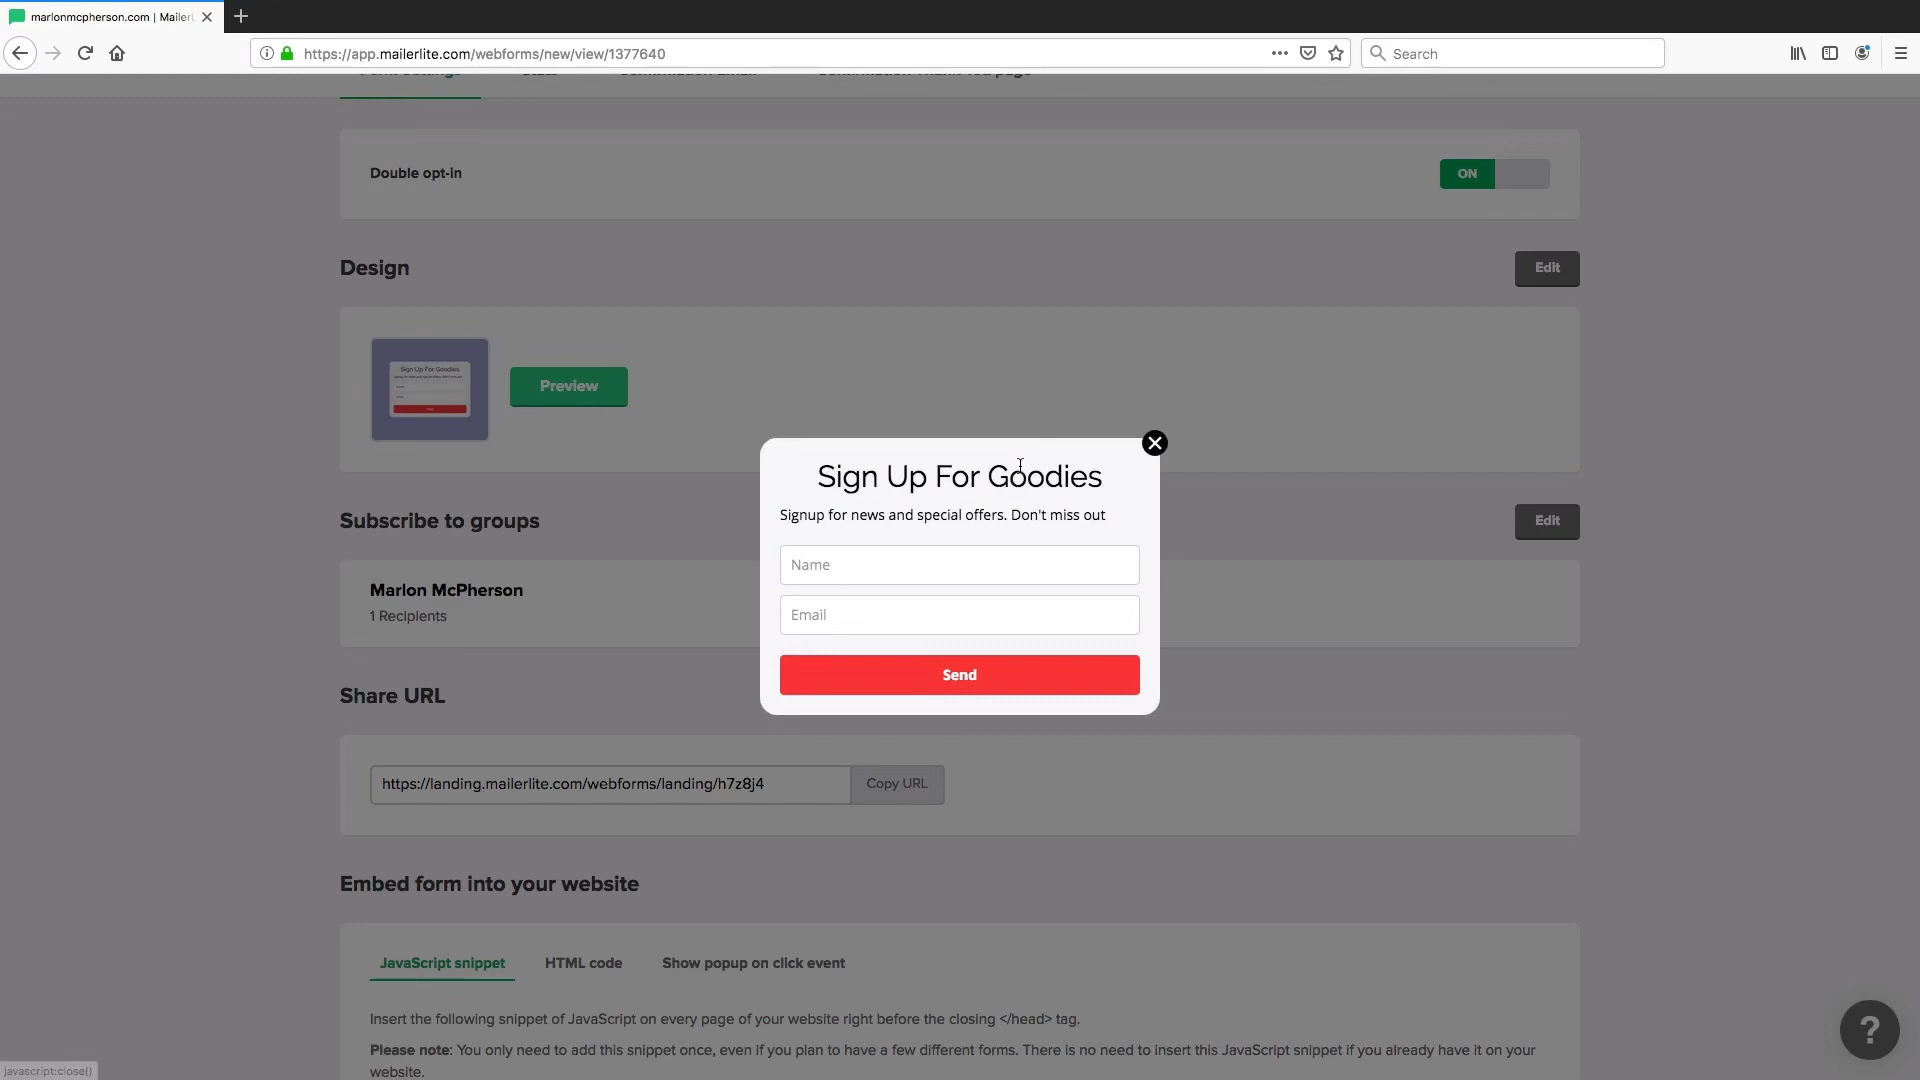 marlonmcpherson.com | MailerL
https://app.mailerlite.com/webforms/new/view/1377640
Search
Double opt-in
ON
Design
Edit
Sign Up For Goodies
Preview
Sign Up For Goodies
Signup for news and special offers. Don't miss out
Name
Email
Send
Subscribe to groups
Edit
Marlon McPherson
1 Recipients
Share URL
https://landing.mailerlite.com/webforms/landing/h7z8j4
Copy URL
Embed form into your website
JavaScript snippet
HTML code
Show popup on click event
Insert the following snippet of JavaScript on every page of your website right before the closing </head> tag.
Please note: You only need to add this snippet once, even if you plan to have a few different forms. There is no need to insert this JavaScript snippet if you already have it on your
website.
?
javascript:close()